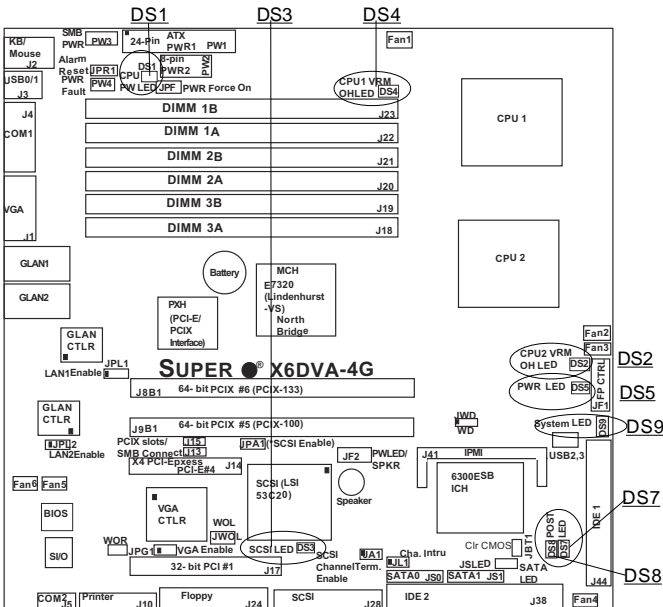 DS1
DS3
DS4
KB/
Mouse
J2
SMB
PWR
PW3
24-Pin
ATX
PWR1
PW1
Fan1
Alarm
Reset
JPR1
PWR
Fault
PW4
DS1
CPU
PW LED
8-pin
PWR2
PW2
JPF
PWR Force On
CPU1 VRM
OH LED
DS4
USB0/1
J3
J4
COM1
DIMM 1B
J23
DIMM 1A
J22
DIMM 2B
J21
DIMM 2A
J20
DIMM 3B
J19
DIMM 3A
J18
CPU 1
VGA
J1
CPU 2
GLAN1
GLAN2
Battery
MCH
E7320
(Lindenhurst
-VS)
North
Bridge
PXH
(PCI-E/
PCIX
Interface)
GLAN
CTLR
JPL1
LAN1Enable
SUPER ® X6DVA-4G
Fan2
Fan3
CPU2 VRM
OH LED
DS2
DS2
PWR LED
DS5
DS5
FP CTRL
JF1
J8B1
64- bit PCIX #6 (PCIX-133)
GLAN
CTLR
JPL2
LAN2Enable
J9B1
64- bit PCIX #5 (PCIX-100)
JWD
WD
System LED
DS9
DS9
PCIX slots/
SMB Connect
J15
J13
JPA1
(*SCSI Enable)
X4 PCI-Epxess
PCI-E#4
J14
JF2
PWLED/
SPKR
J41
IPMI
USB2,3
Fan6
Fan5
BIOS
SI/O
VGA
CTLR
SCSI (LSI
53C20)
Speaker
6300ESB
ICH
IDE 1
J44
DS7
DS8
POST
LED
DS8
DS7
WOR
JPG1
VGA Enable
WOL
JWOL
SCSI LED
DS3
SCSI
ChannelTerm.
Enable
JA1
Cha. Intru
JL1
Clr CMOS
JBT1
JSLED
SATA
LED
32- bit PCI #1
J17
SATA0
JS0
SATA1
JS1
COM2
J5
Printer
J10
Floppy
J24
SCSI
J28
IDE 2
J38
Fan4